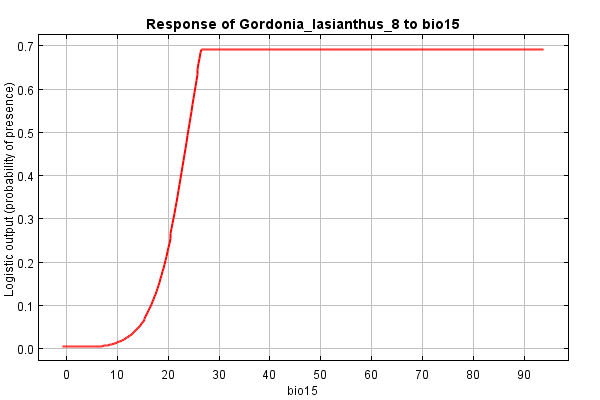 Response of Gordonia_lasianthus_8 to bio15
Logistic output (probability of presence)
0.7
0.6
0.5
0.4
0.3
0.2
0.1
0.0
0 10 20 30 40 50 60 70 80 90
bio15